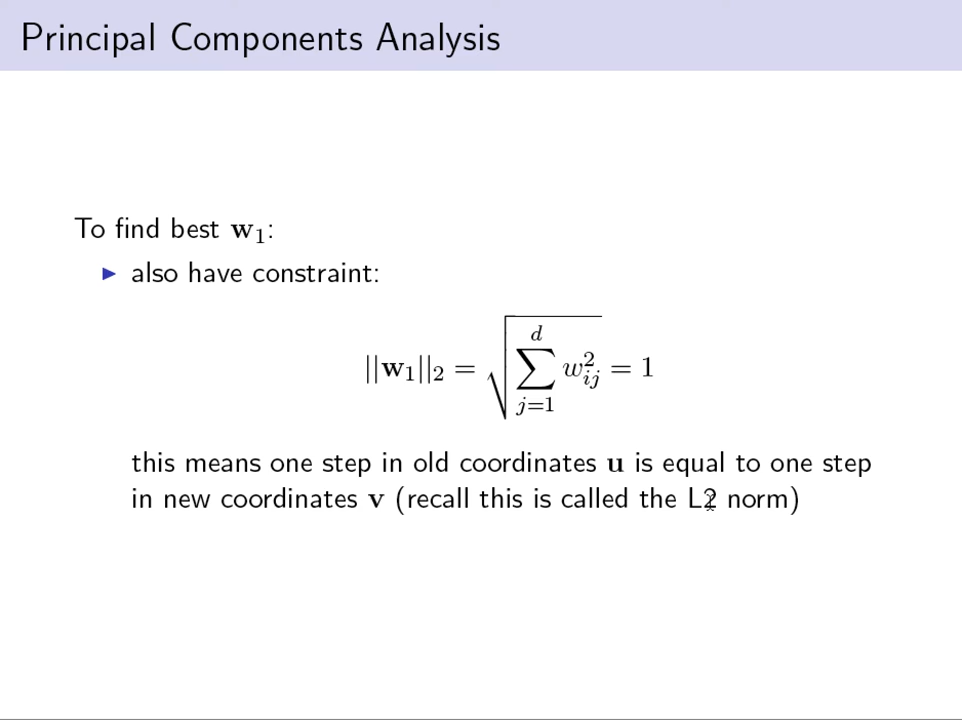 Principal Components Analysis
To find best w₁:
▶ also have constraint:
||w₁||₂ = √(∑_{j=1}^{d} w_{ij}^2) = 1
this means one step in old coordinates u is equal to one step
in new coordinates v (recall this is called the L2 norm)